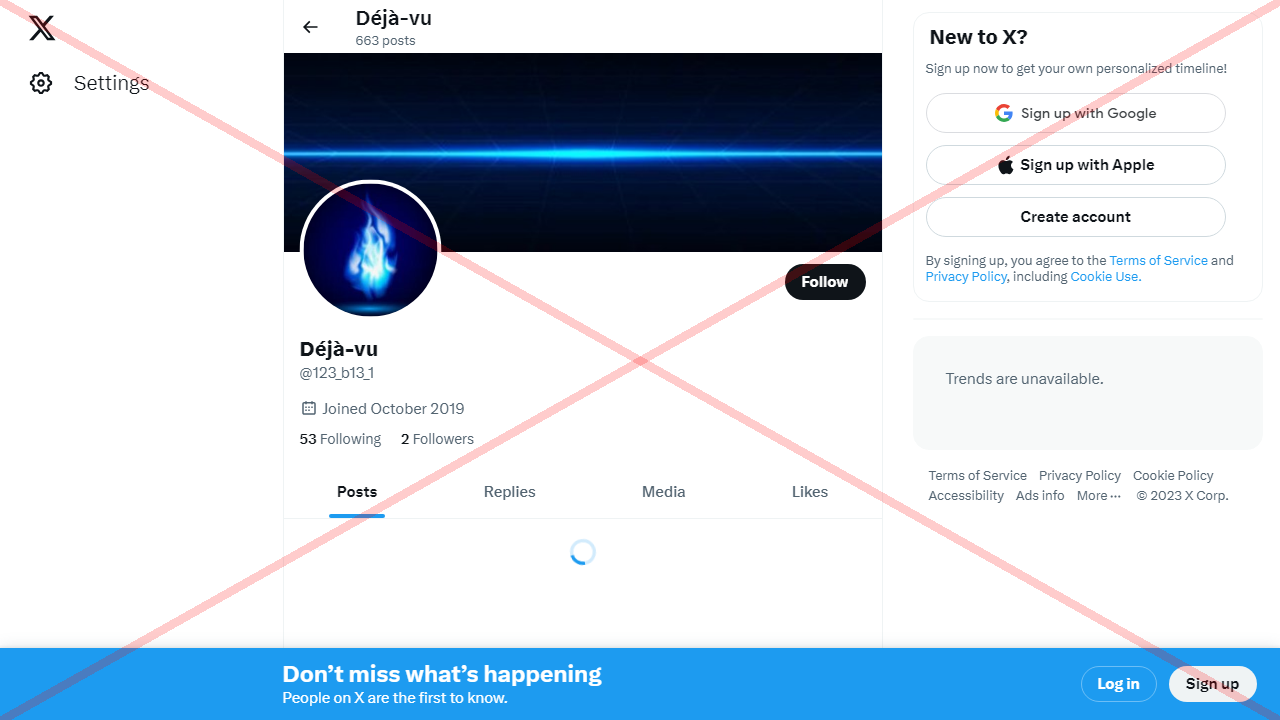 Déjà-vu
663 posts
Settings
Follow
Déjà-vu
@123_b13_1
Joined October 2019
53 Following 2 Followers
Posts Replies Media Likes
New to X?
Sign up now to get your own personalized timeline!
Sign up with Google
Sign up with Apple
Create account
By signing up, you agree to the Terms of Service and
Privacy Policy, including Cookie Use.
Trends are unavailable.
Terms of Service Privacy Policy Cookie Policy
Accessibility Ads info More ··· © 2023 X Corp.
Don’t miss what’s happening
People on X are the first to know.
Log in Sign up